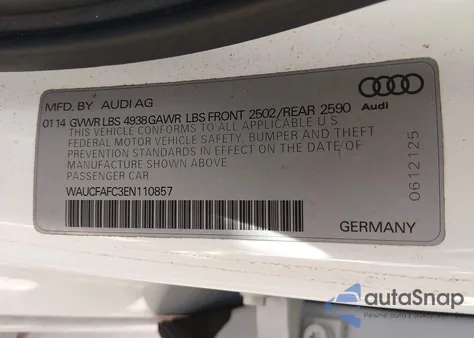 MFD. BY AUDI AG
01 14 GVWR LBS 4938 GAWR LBS FRONT 2502/REAR 2590
THIS VEHICLE CONFORMS TO ALL APPLICABLE U S
FEDERAL MOTOR VEHICLE SAFETY, BUMPER AND THEFT
PREVENTION STANDARDS IN EFFECT ON THE DATE OF
MANUFACTURE SHOWN ABOVE
PASSENGER CAR
WAUCFAFC3EN110857
Audi
0612125
GERMANY
autoSnap